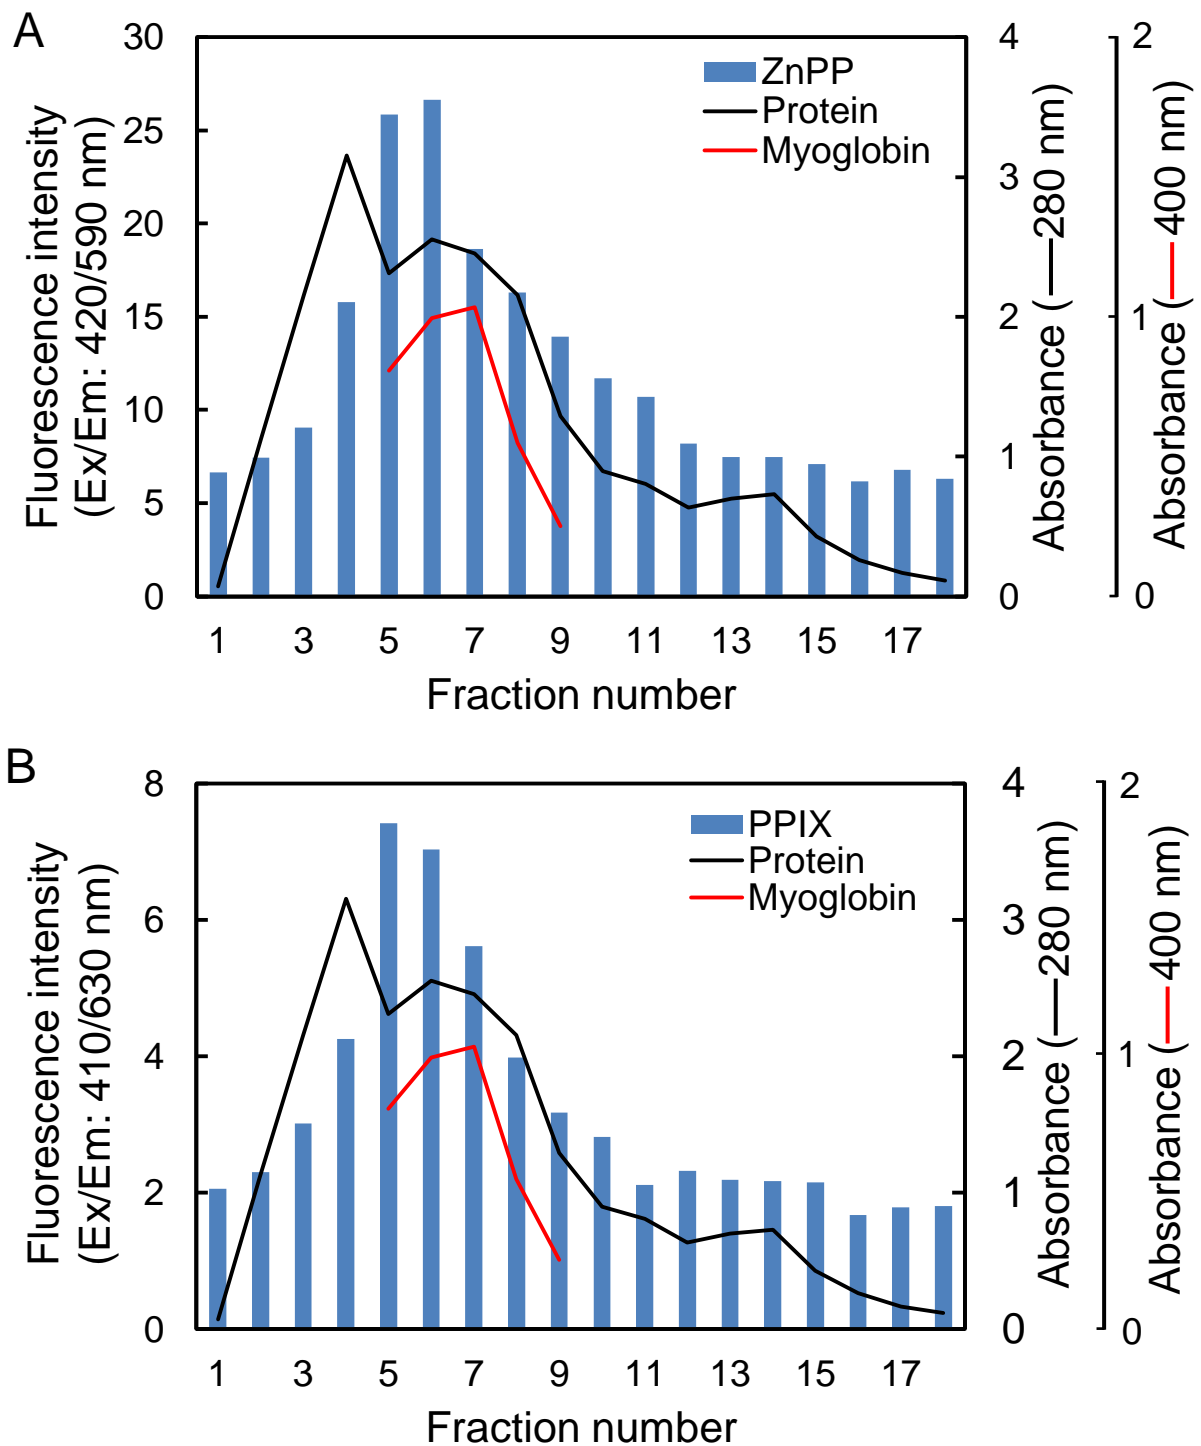 A
30
25
20
15
10
5
0
Fluorescence intensity
(Ex/Em: 420/590 nm)
ZnPP
Protein
Myoglobin
4
3
2
1
0
Absorbance (—280 nm)
2
1
0
Absorbance (—400 nm)
1 3 5 7 9 11 13 15 17
Fraction number
B
8
6
4
2
0
Fluorescence intensity
(Ex/Em: 410/630 nm)
PPIX
Protein
Myoglobin
4
3
2
1
0
Absorbance (—280 nm)
2
1
0
Absorbance (—400 nm)
1 3 5 7 9 11 13 15 17
Fraction number